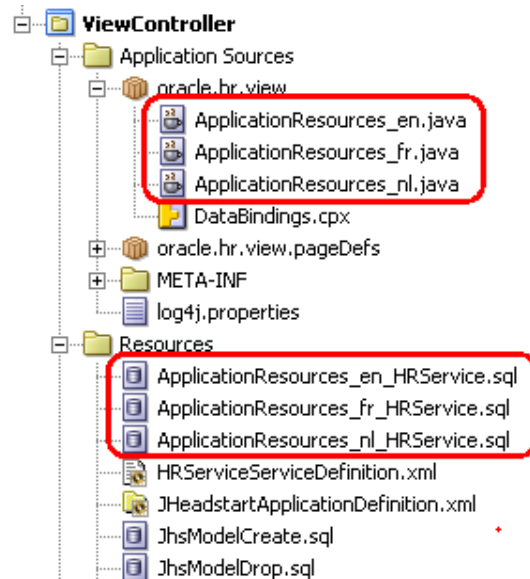 ViewController
Application Sources
oracle.hr.view
ApplicationResources_en.java
ApplicationResources_fr.java
ApplicationResources_nl.java
DataBindings.cpx
oracle.hr.view.pageDefs
META-INF
log4j.properties
Resources
ApplicationResources_en_HRService.sql
ApplicationResources_fr_HRService.sql
ApplicationResources_nl_HRService.sql
HRServiceServiceDefinition.xml
JHeadstartApplicationDefinition.xml
JhsModelCreate.sql
JhsModelDrop.sql